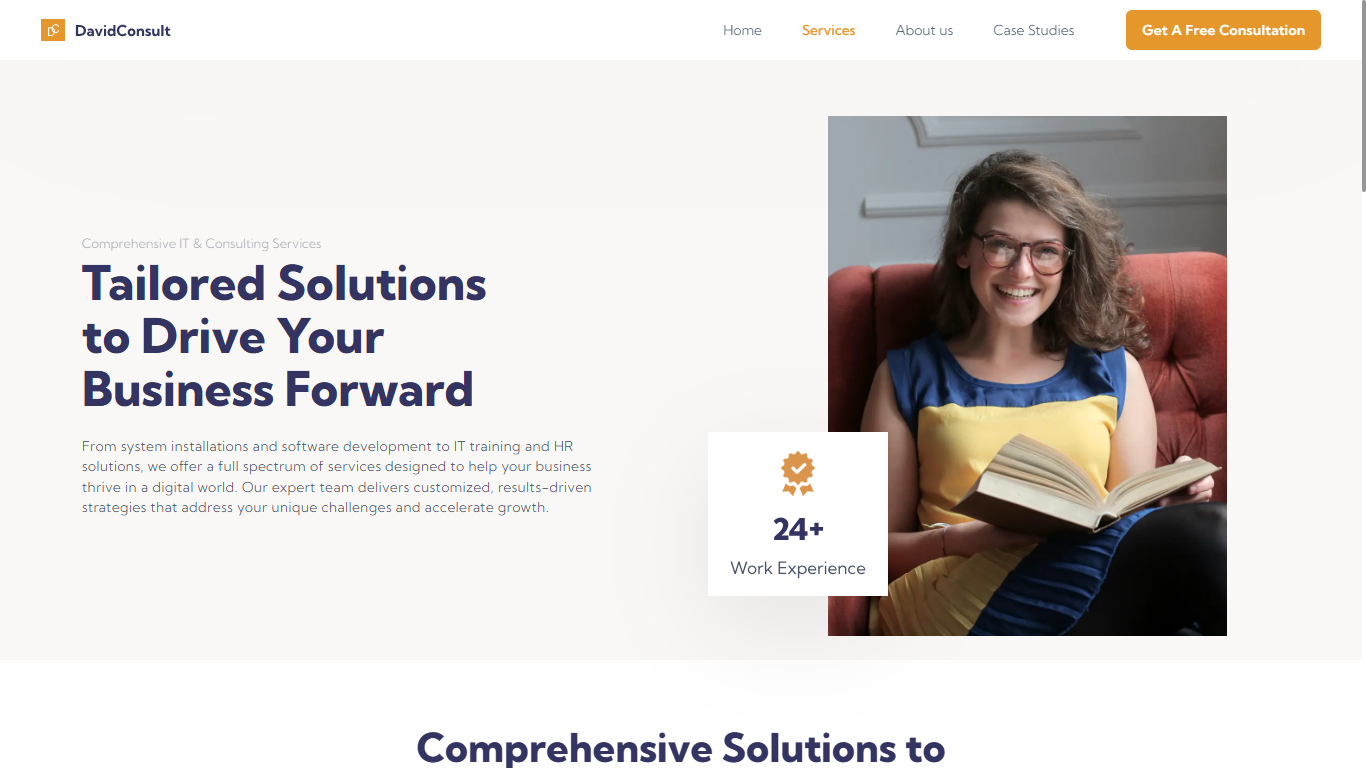 DC DavidConsult
Home Services About us Case Studies Get A Free Consultation
Comprehensive IT & Consulting Services
Tailored Solutions
to Drive Your
Business Forward
From system installations and software development to IT training and HR
solutions, we offer a full spectrum of services designed to help your business
thrive in a digital world. Our expert team delivers customized, results-driven
strategies that address your unique challenges and accelerate growth.
24+
Work Experience
Comprehensive Solutions to